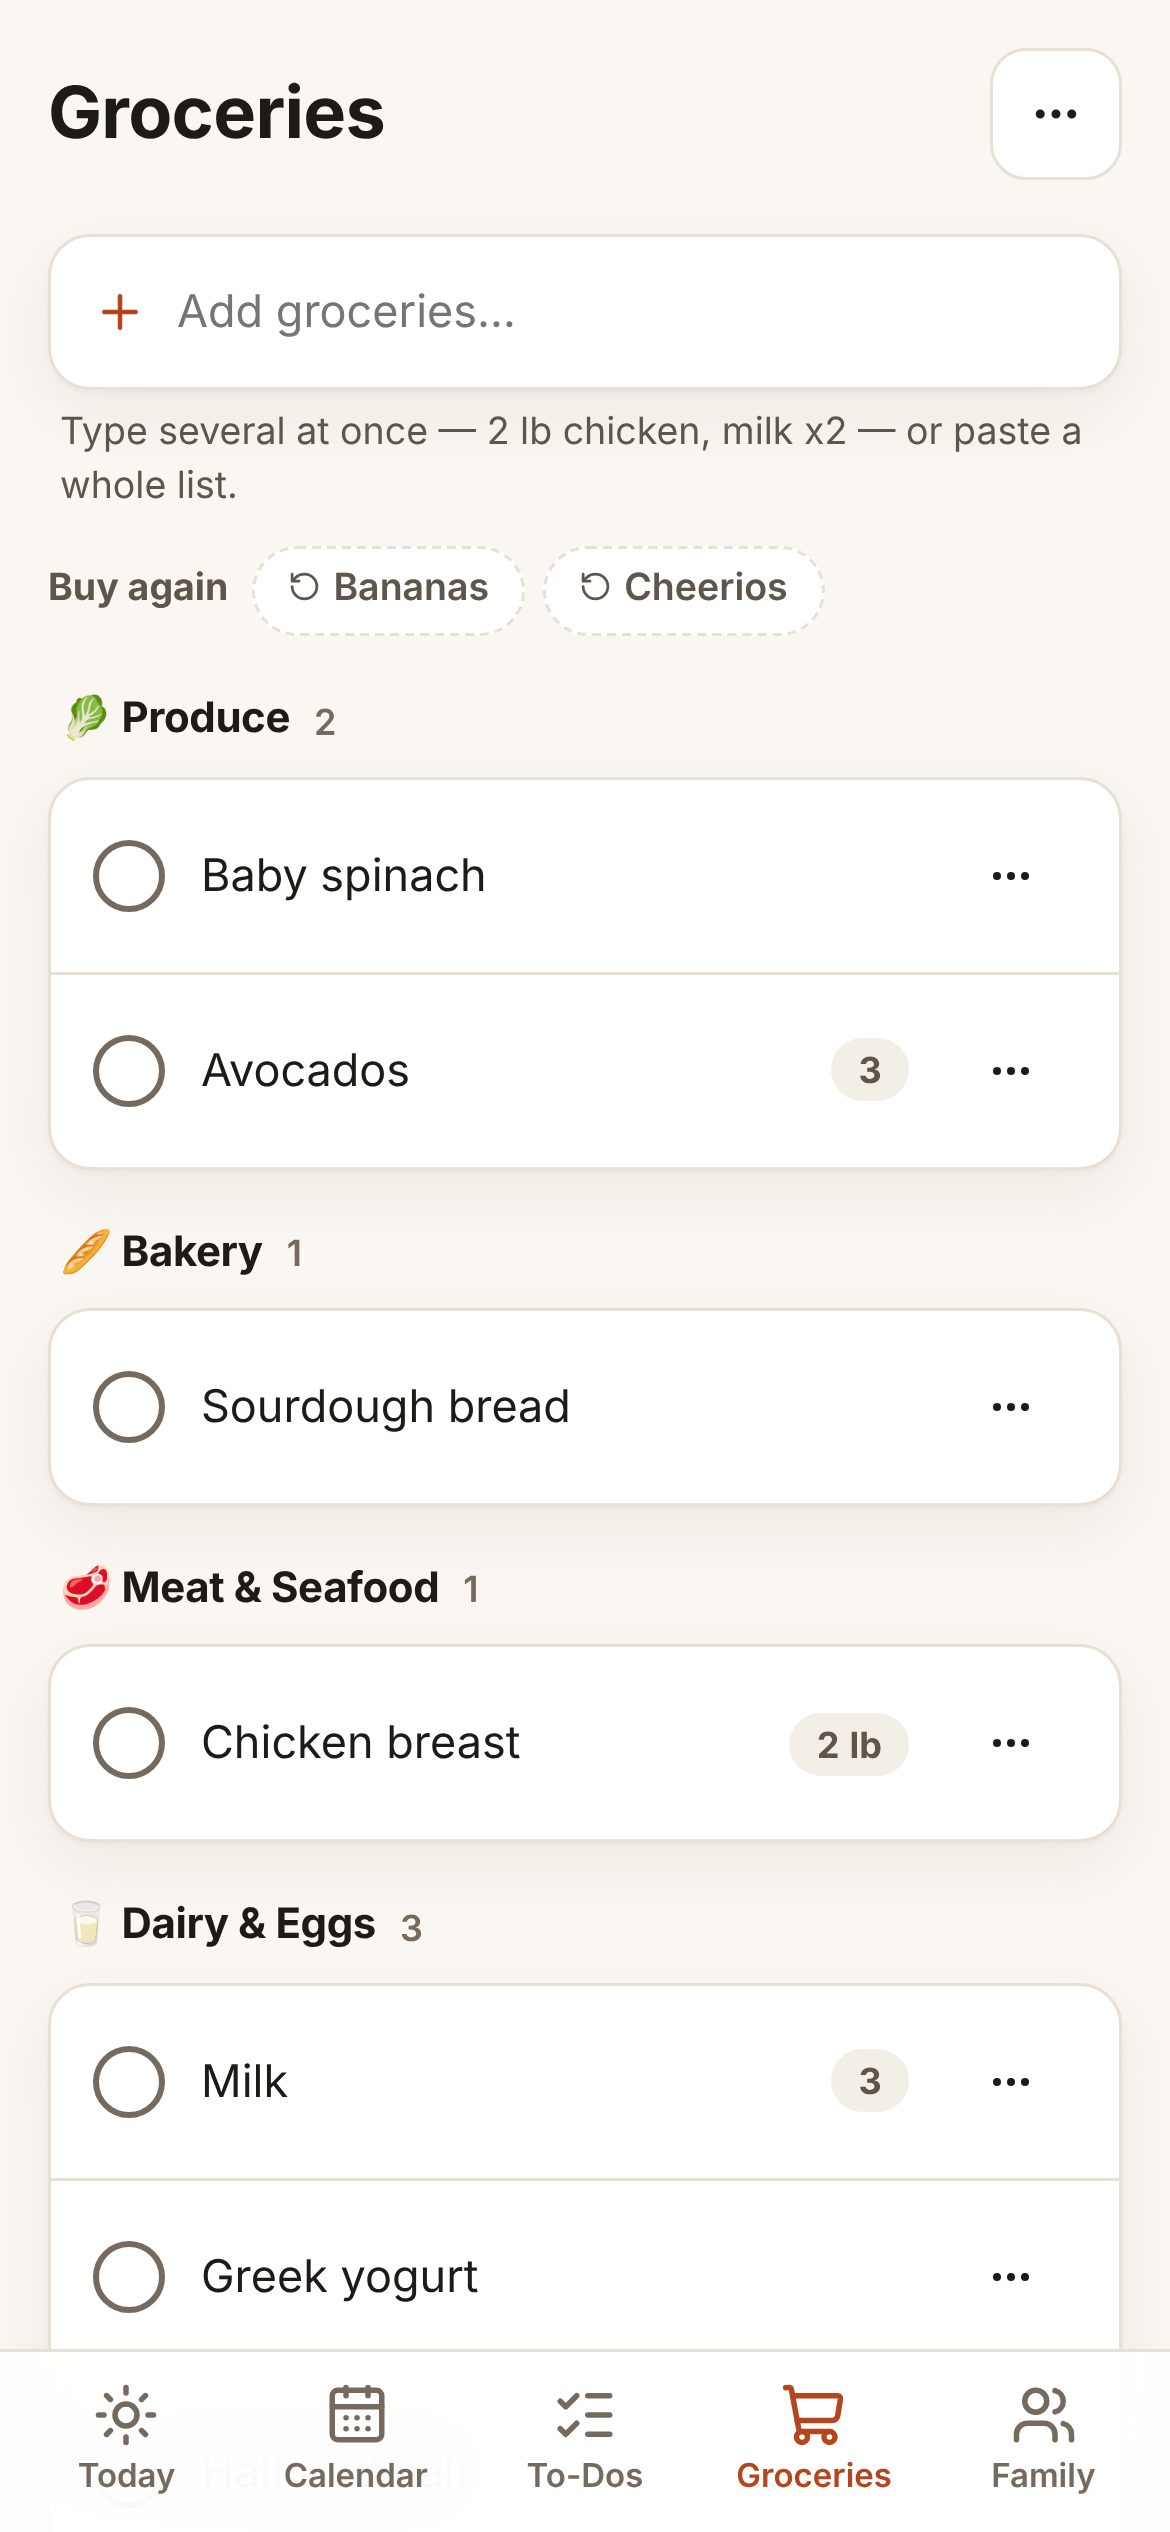 Groceries
Add groceries...
Type several at once — 2 lb chicken, milk x2 — or paste a
whole list.
Buy again
Bananas
Cheerios
Produce 2
Baby spinach
Avocados 3
Bakery 1
Sourdough bread
Meat & Seafood 1
Chicken breast 2 lb
Dairy & Eggs 3
Milk 3
Greek yogurt
Today
Calendar
To-Dos
Groceries
Family